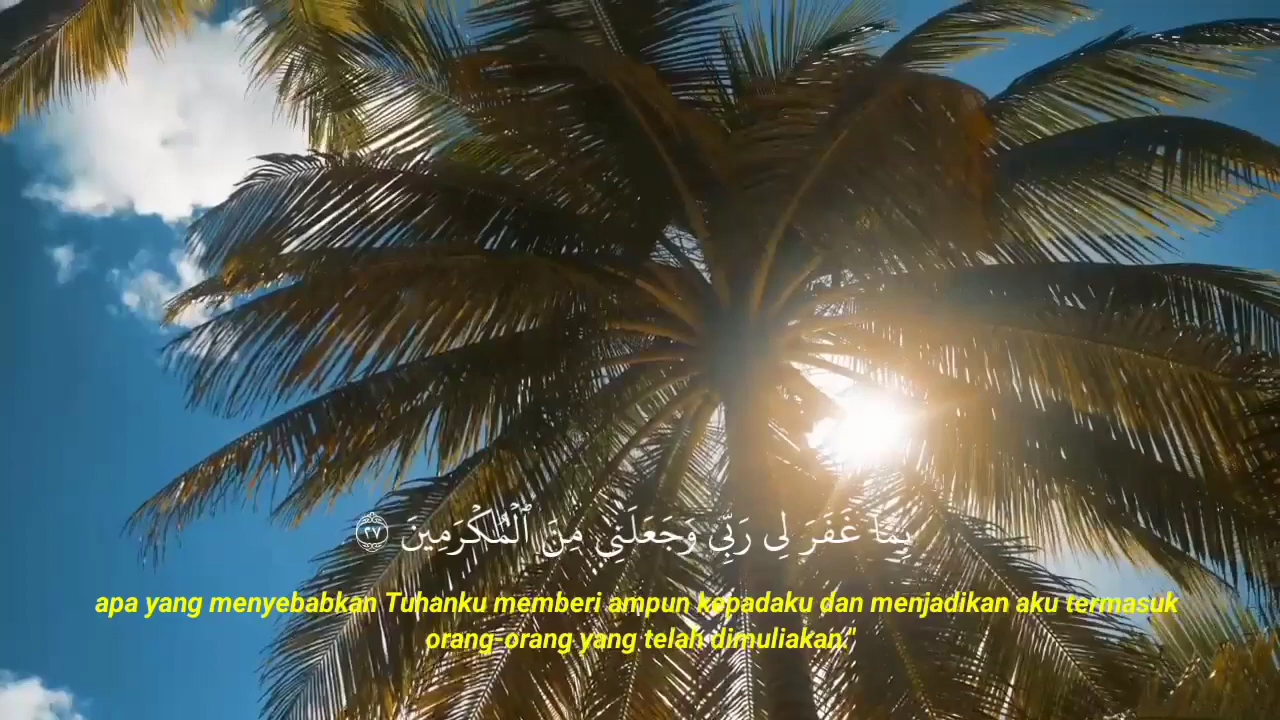 بِمَا غَفَرَ لِى رَبِّى وَجَعَلَنِى مِنَ ٱلْمُكْرَمِينَ ٢٧
apa yang menyebabkan Tuhanku memberi ampun kepadaku dan menjadikan aku termasuk
orang-orang yang telah dimuliakan."